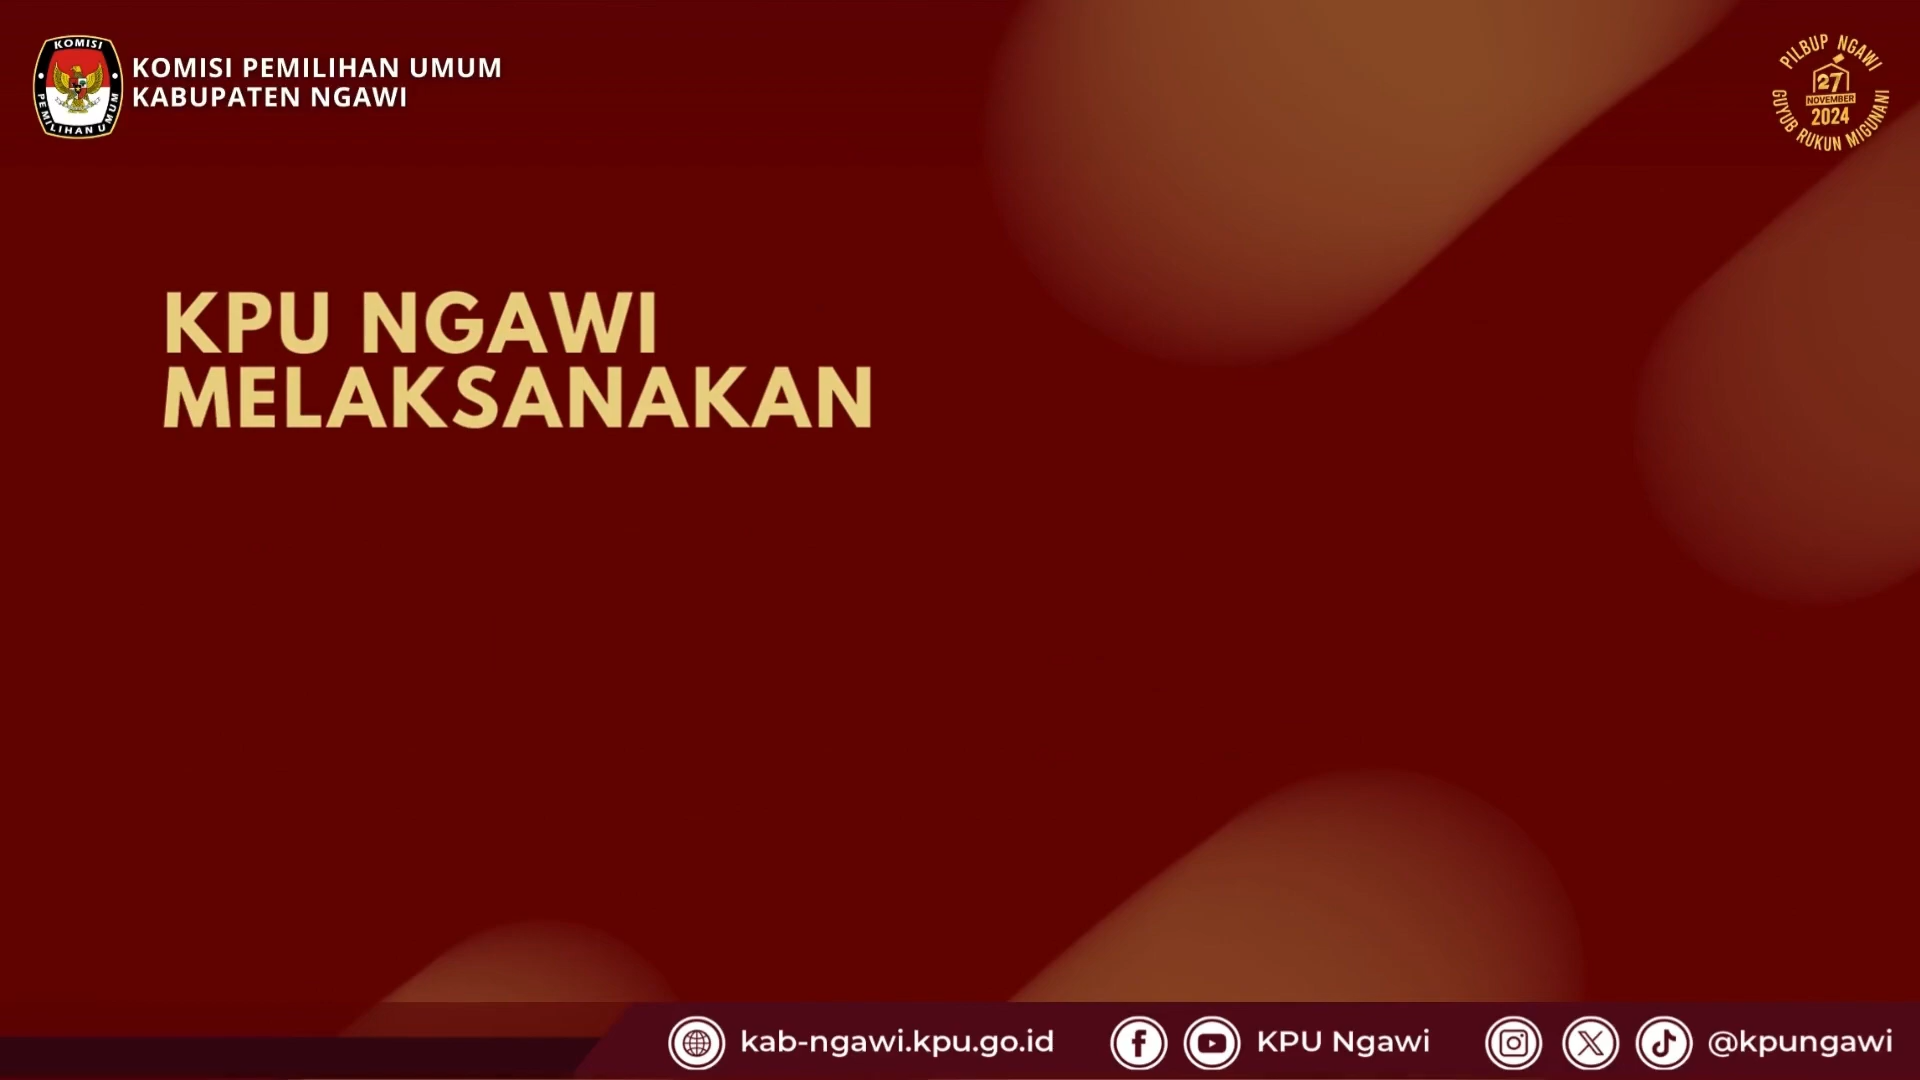 KOMISI
PEMILIHAN UMUM
KOMISI PEMILIHAN UMUM
KABUPATEN NGAWI
PILBUP NGAWI
27
NOVEMBER
2024
GUYUB RUKUN MIGUNANI
KPU NGAWI
MELAKSANAKAN
kab-ngawi.kpu.go.id
KPU Ngawi
@kpungawi